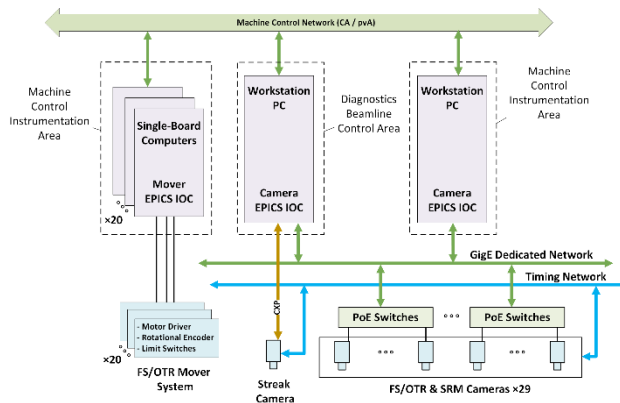 Machine Control Network (CA / pvA)
Machine
Control
Instrumentation
Area
Single-Board
Computers
Mover
EPICS IOC
×20
Workstation
PC
Camera
EPICS IOC
Diagnostics
Beamline
Control Area
Workstation
PC
Camera
EPICS IOC
Machine
Control
Instrumentation
Area
GigE Dedicated Network
Timing Network
CXP
- Motor Driver
- Rotational Encoder
- Limit Switches
×20
FS/OTR Mover
System
Streak
Camera
PoE Switches
PoE Switches
FS/OTR & SRM Cameras ×29